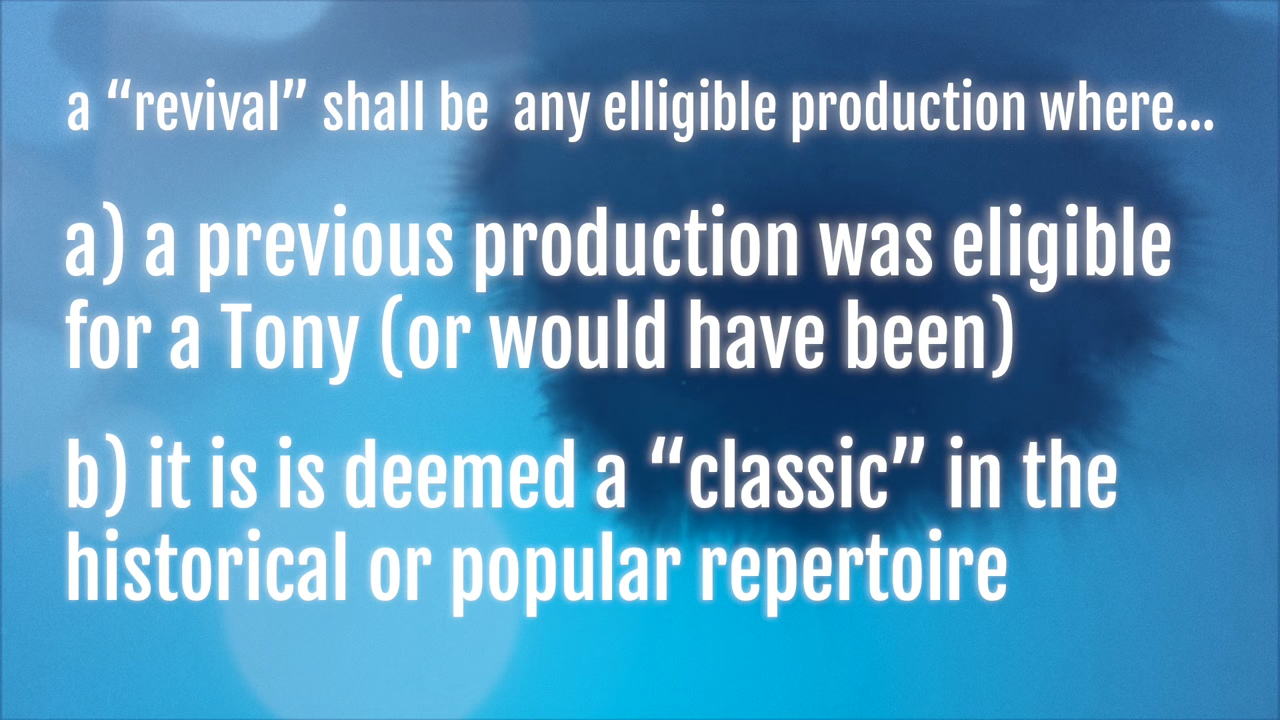 a “revival” shall be any elligible production where...
a) a previous production was eligible
for a Tony (or would have been)
b) it is is deemed a “classic” in the
historical or popular repertoire